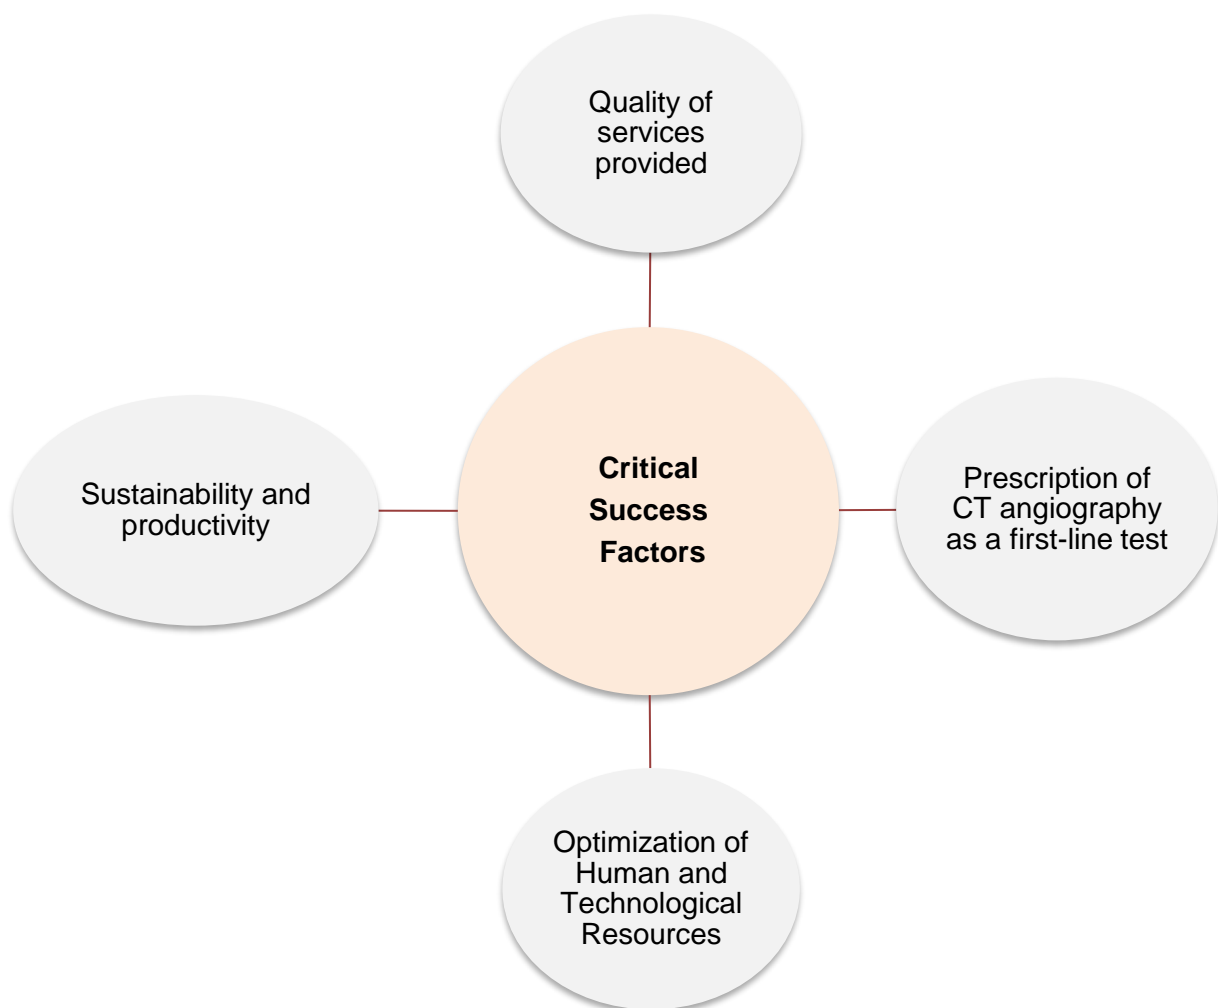 Quality of
services
provided
Sustainability and
productivity
Critical
Success
Factors
Prescription of
CT angiography
as a first-line test
Optimization of
Human and
Technological
Resources